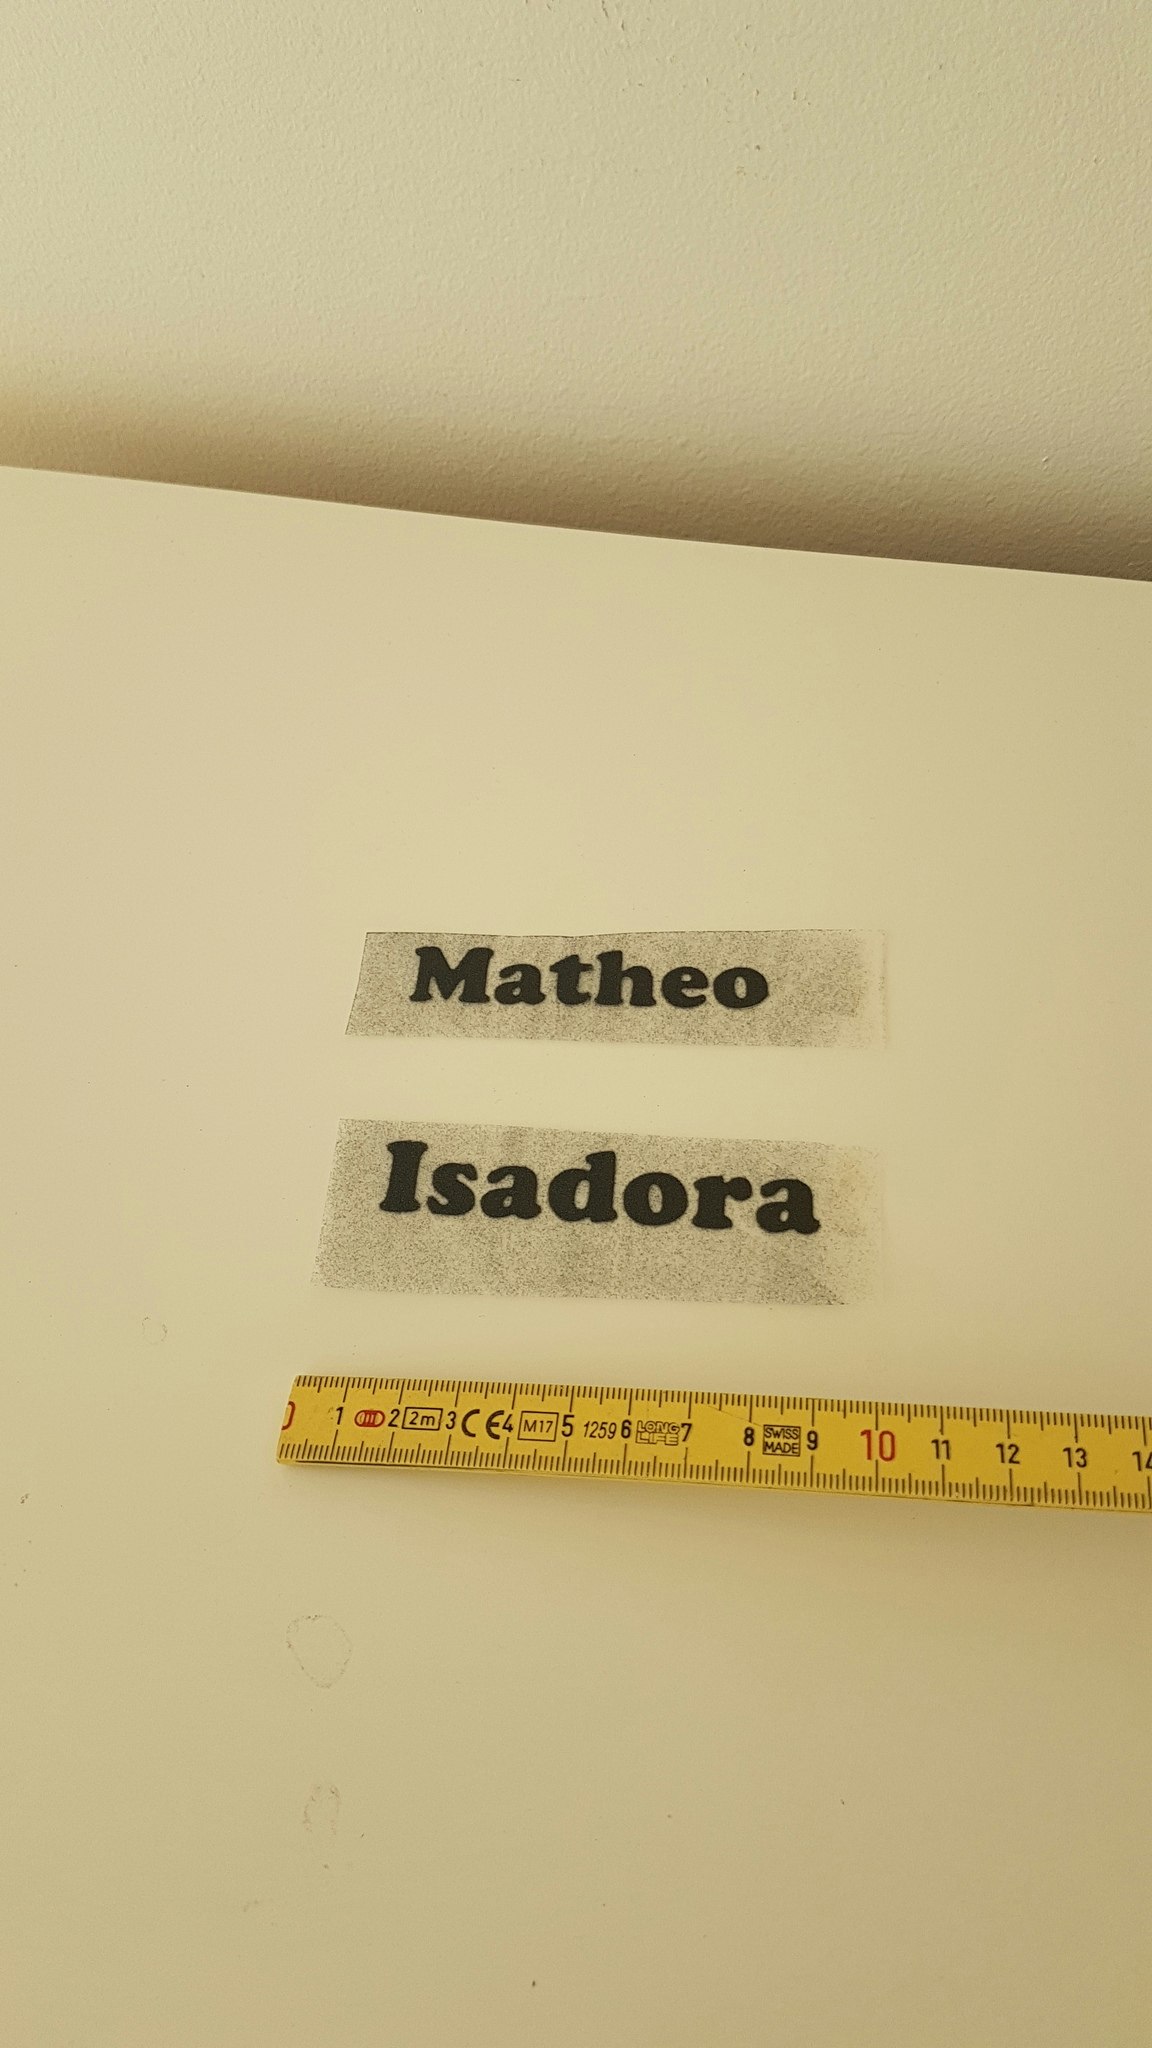 Matheo
Isadora
0 1 2 2m 3 CE 4 M17 5 1259 6 LONG LIFE 7 8 SWISS MADE 9 10 11 12 13 14